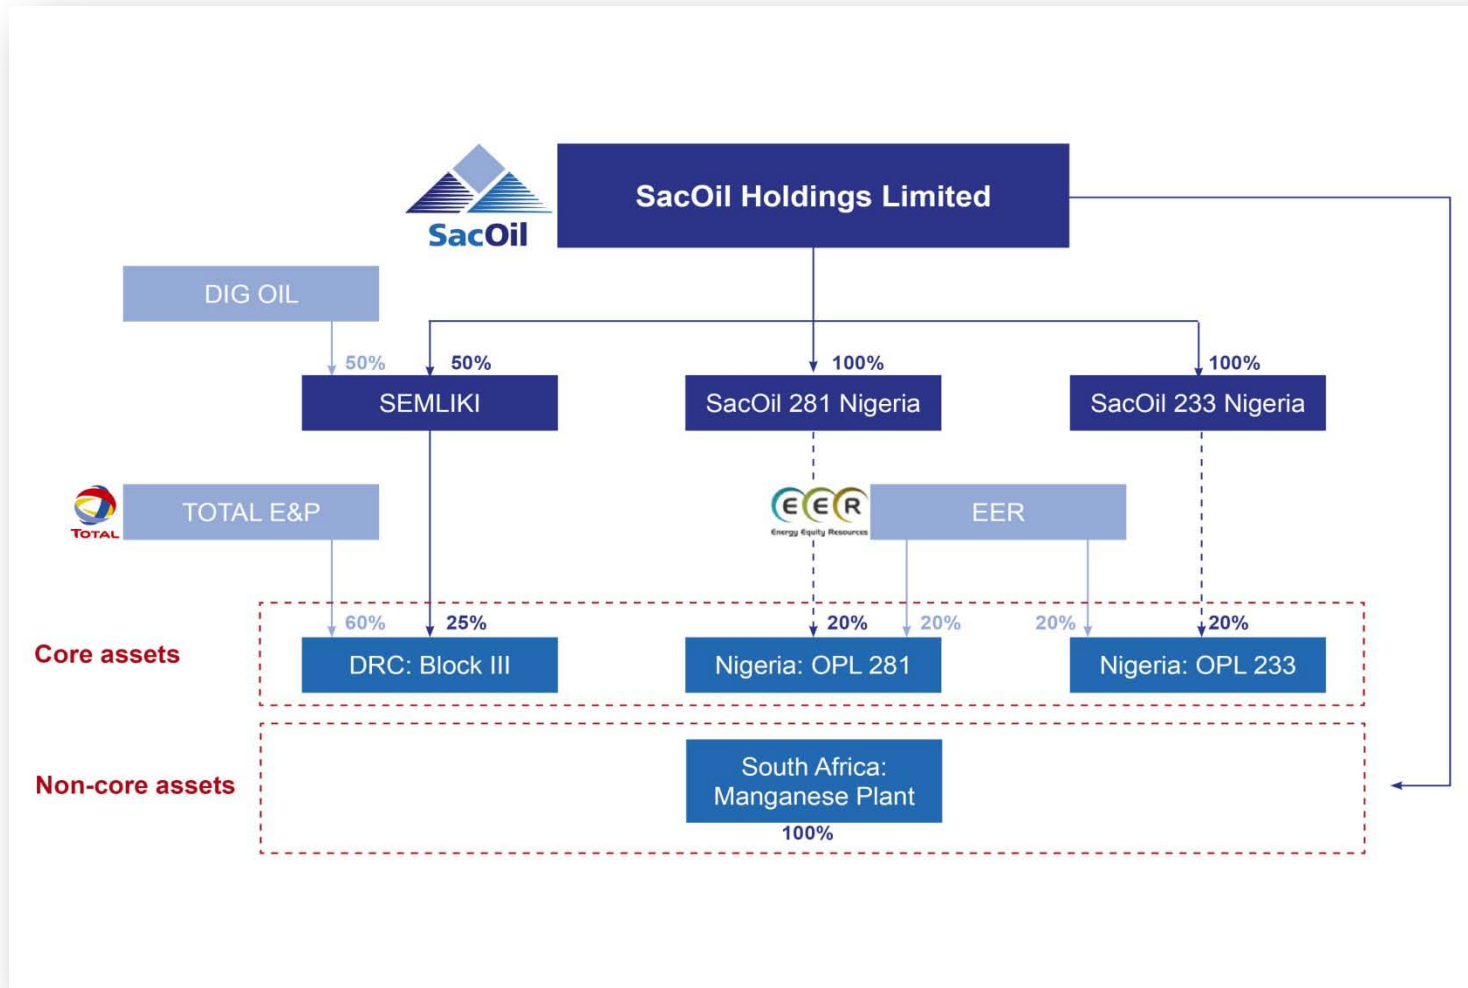 SacOil Holdings Limited
SacOil
DIG OIL
50%
50%
100%
100%
SEMLIKI
SacOil 281 Nigeria
SacOil 233 Nigeria
TOTAL
TOTAL E&P
EER
Energy Equity Resources
EER
60%
25%
20%
20%
20%
20%
Core assets
DRC: Block III
Nigeria: OPL 281
Nigeria: OPL 233
Non-core assets
South Africa:
Manganese Plant
100%